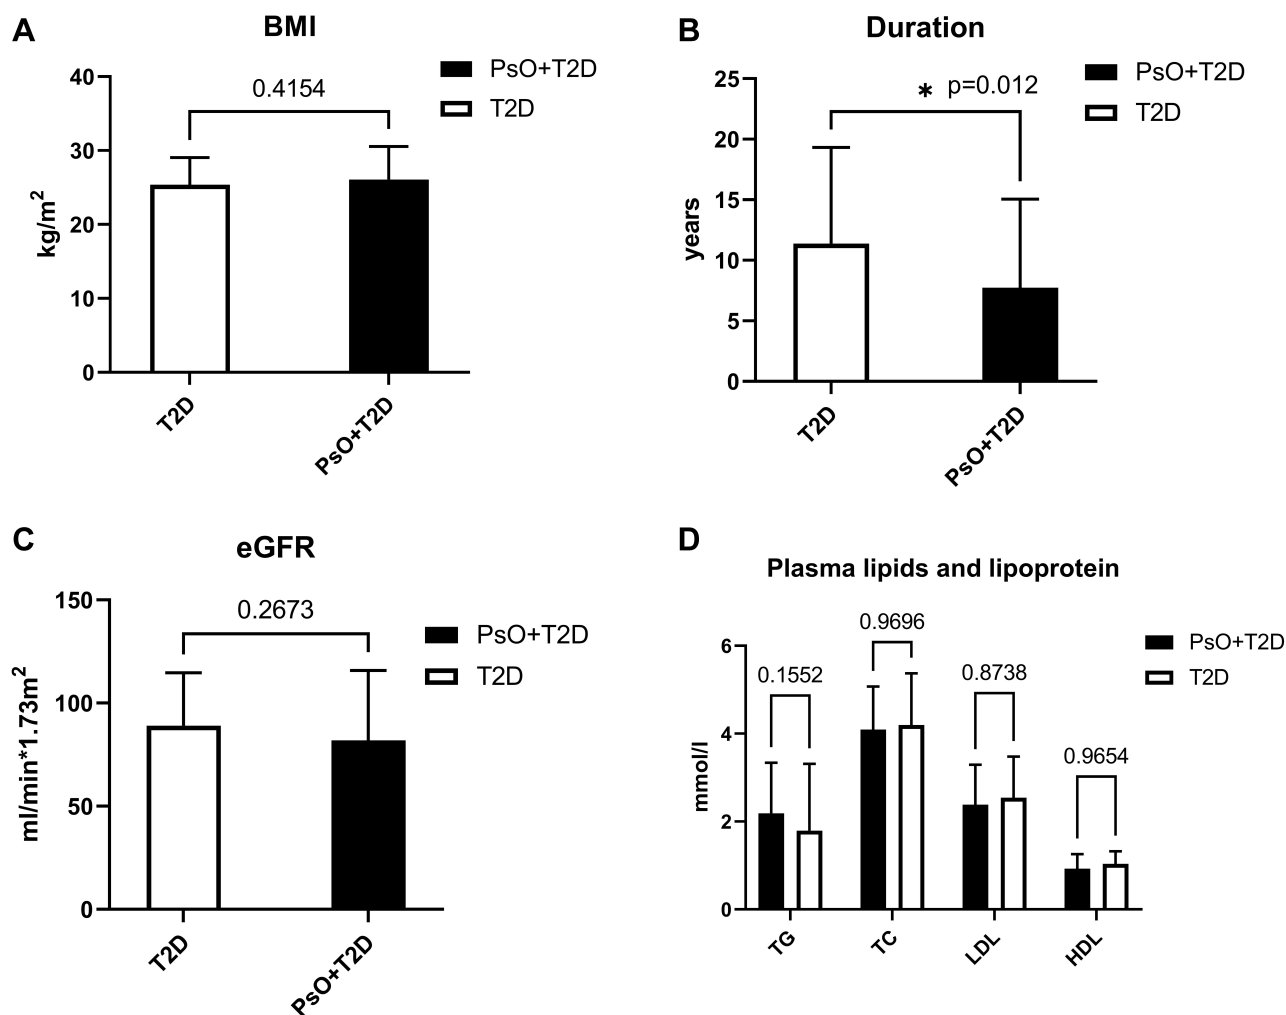 A
BMI
PsO+T2D
T2D
0.4154
kg/m²
40
30
20
10
0
T2D
PsO+T2D
B
Duration
PsO+T2D
T2D
* p=0.012
years
25
20
15
10
5
0
T2D
PsO+T2D
C
eGFR
PsO+T2D
T2D
0.2673
ml/min*1.73m²
150
100
50
0
T2D
PsO+T2D
D
Plasma lipids and lipoprotein
PsO+T2D
T2D
0.1552
0.9696
0.8738
0.9654
mmol/l
6
4
2
0
TG
TC
LDL
HDL